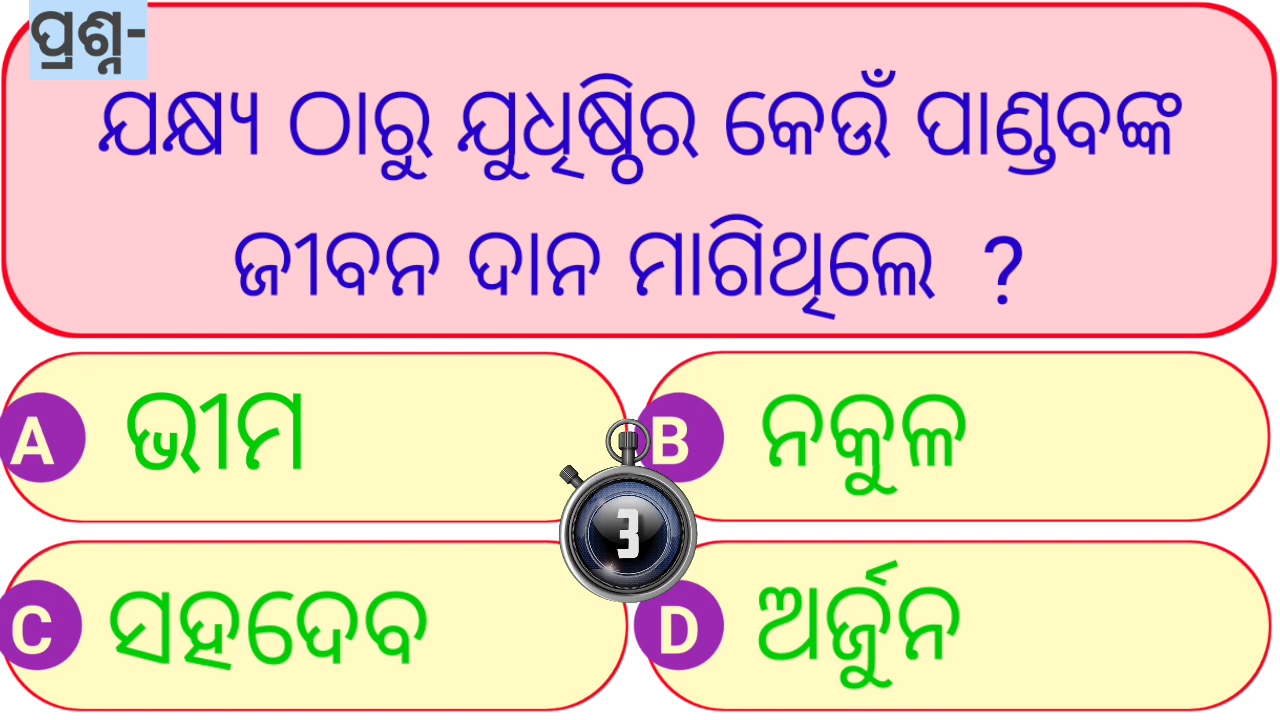 ପ୍ରଶ୍ନ-
ଯକ୍ଷ୍ୟ ଠାରୁ ଯୁଧିଷ୍ଠିର କେଉଁ ପାଣ୍ଡବଙ୍କ
ଜୀବନ ଦାନ ମାଗିଥିଲେ ?
A ଭୀମ
B ନକୁଳ
3
C ସହଦେବ
D ଅର୍ଜୁନ